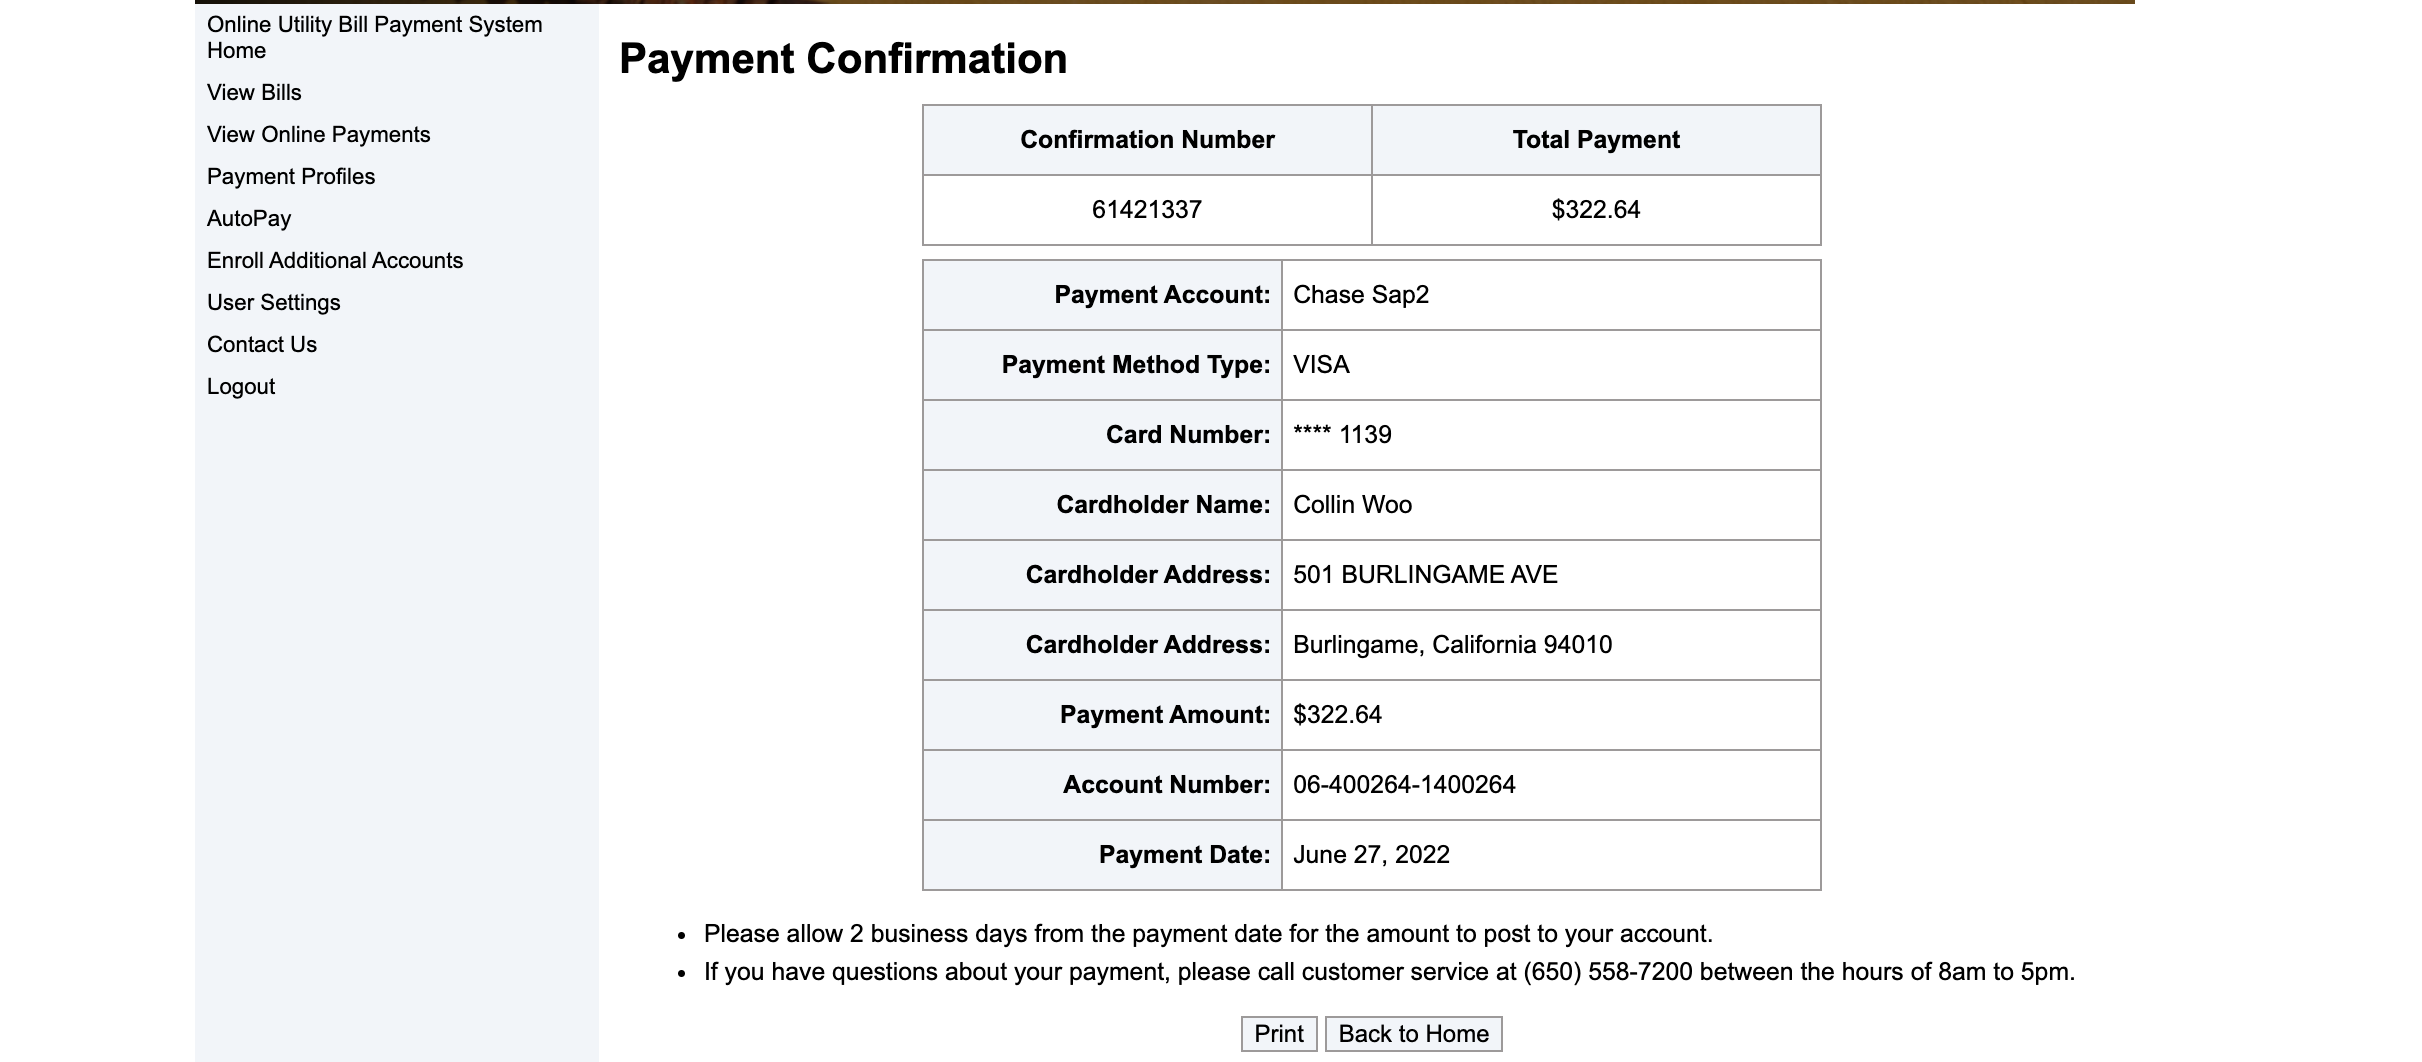 Online Utility Bill Payment System
Home
View Bills
View Online Payments
Payment Profiles
AutoPay
Enroll Additional Accounts
User Settings
Contact Us
Logout
Payment Confirmation
Confirmation Number Total Payment
61421337 $322.64
Payment Account: Chase Sap2
Payment Method Type: VISA
Card Number: **** 1139
Cardholder Name: Collin Woo
Cardholder Address: 501 BURLINGAME AVE
Cardholder Address: Burlingame, California 94010
Payment Amount: $322.64
Account Number: 06-400264-1400264
Payment Date: June 27, 2022
• Please allow 2 business days from the payment date for the amount to post to your account.
• If you have questions about your payment, please call customer service at (650) 558-7200 between the hours of 8am to 5pm.
Print Back to Home